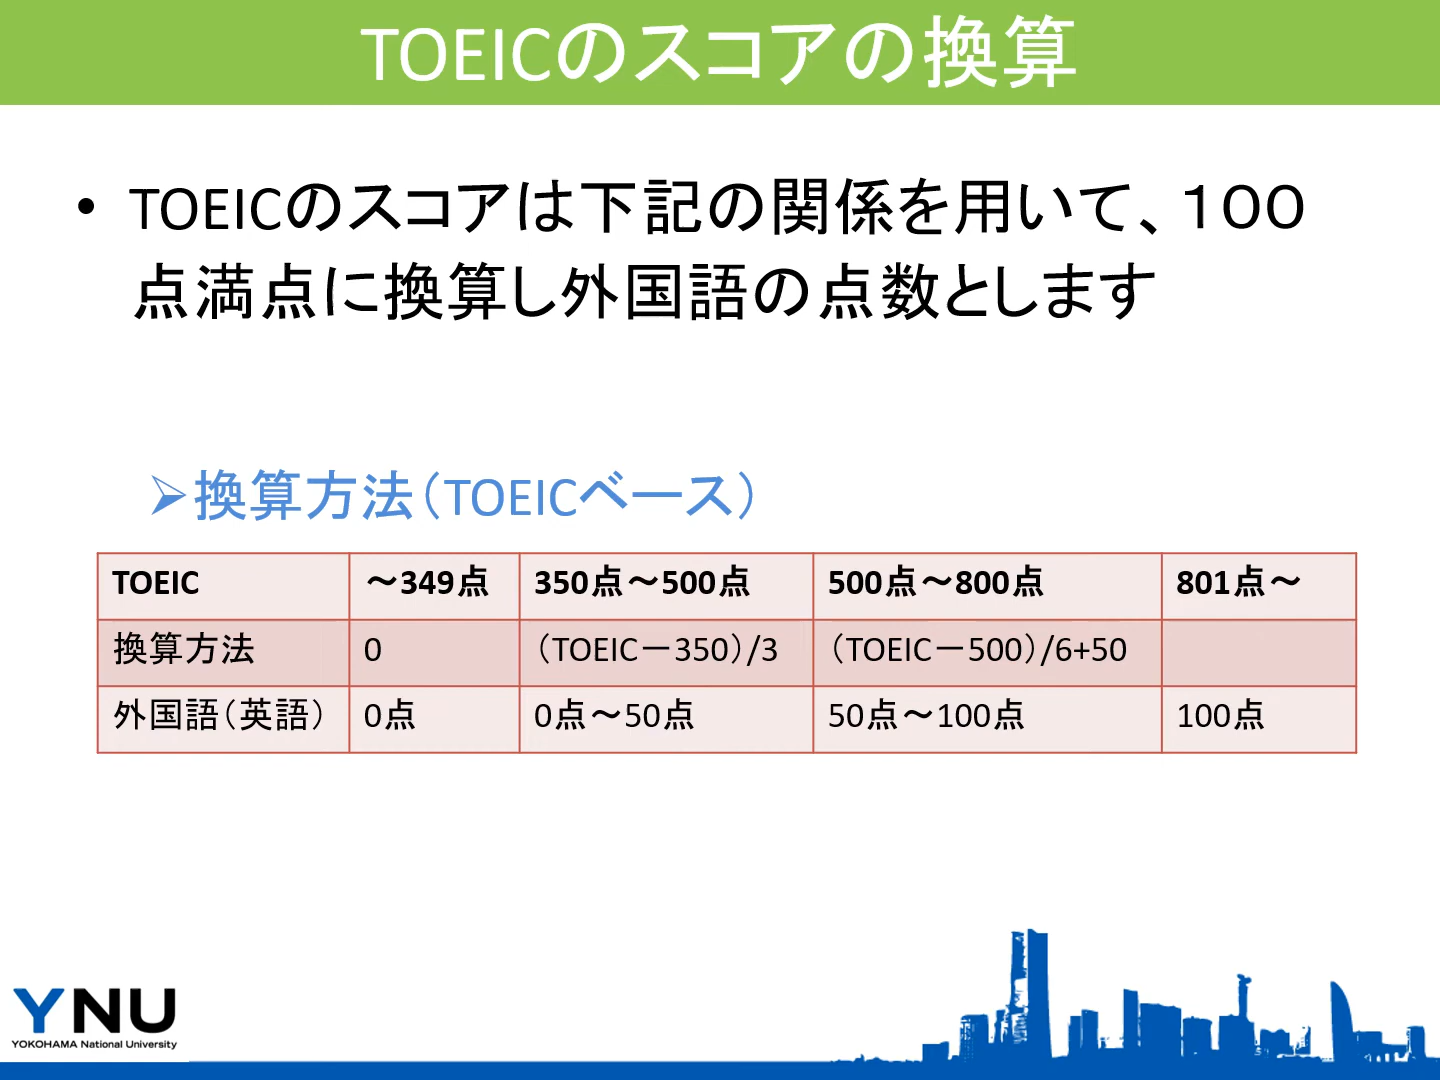 TOEICのスコアの換算
• TOEICのスコアは下記の関係を用いて、１００
点満点に換算し外国語の点数とします
➢換算方法（TOEICベース）
TOEIC ～349点 350点～500点 500点～800点 801点～
換算方法 0 （TOEIC－350）/3 （TOEIC－500）/6+50
外国語（英語） 0点 0点～50点 50点～100点 100点
YNU
YOKOHAMA National University